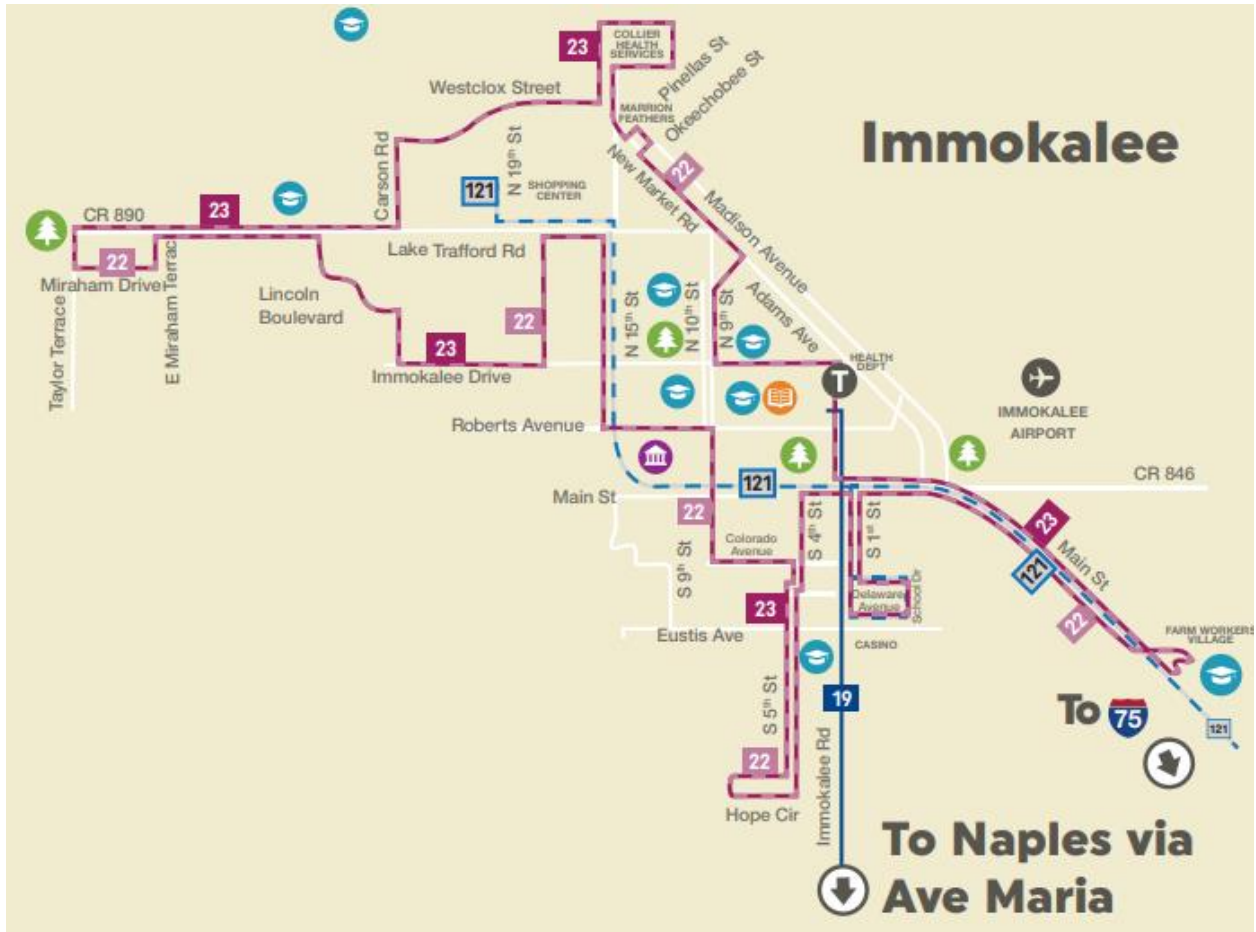 COLLIER
HEALTH
SERVICES
23
Pinellas St
Okeechobee St
Westclox Street
MARRION
FEATHERS
Immokalee
22
New Market Rd
Madison Avenue
Carson Rd
N 19th St
121
SHOPPING
CENTER
CR 890
23
Lake Trafford Rd
22
Miraham Drive
Taylor Terrace
E Miraham Terrac
Lincoln
Boulevard
22
23
Immokalee Drive
N 15th St
N 10th St
N 9th St
Adams Ave
HEALTH
DEPT
T
IMMOKALEE
AIRPORT
Roberts Avenue
Main St
121
CR 846
22
S 9th St
Colorado
Avenue
S 4th St
S 1st St
Delaware
Avenue
School Dr
23
121
Main St
22
FARM WORKERS
VILLAGE
23
Eustis Ave
CASINO
S 5th St
19
22
Hope Cir
Immokalee Rd
To 75
121
To Naples via
Ave Maria